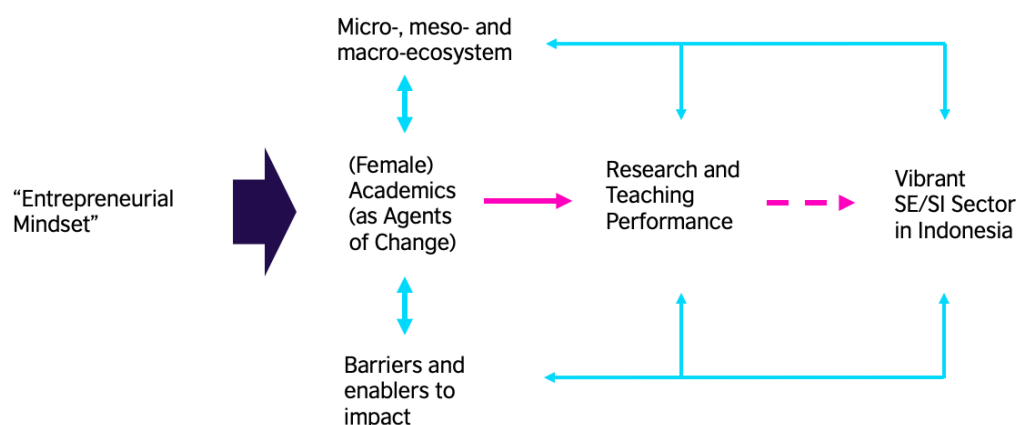 Micro-, meso- and
macro-ecosystem
“Entrepreneurial
Mindset”
(Female)
Academics
(as Agents
of Change)
Research and
Teaching
Performance
Vibrant
SE/SI Sector
in Indonesia
Barriers and
enablers to
impact